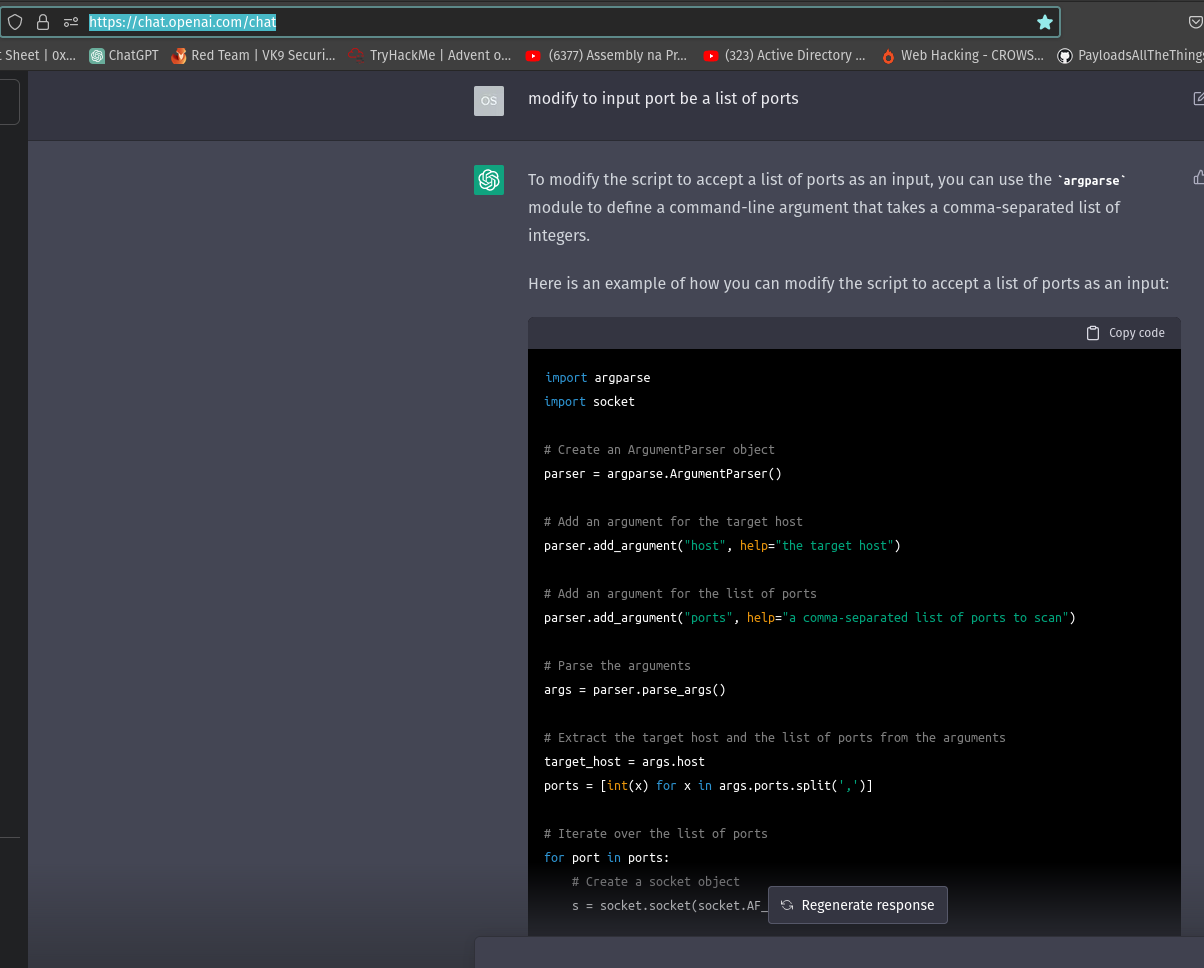 https://chat.openai.com/chat
Sheet | 0x... ChatGPT Red Team | VK9 Securi... TryHackMe | Advent o... (6377) Assembly na Pr... (323) Active Directory ... Web Hacking - CROWS... PayloadsAllTheThings
OS modify to input port be a list of ports
To modify the script to accept a list of ports as an input, you can use the `argparse`
module to define a command-line argument that takes a comma-separated list of
integers.
Here is an example of how you can modify the script to accept a list of ports as an input:
Copy code
import argparse
import socket
# Create an ArgumentParser object
parser = argparse.ArgumentParser()
# Add an argument for the target host
parser.add_argument("host", help="the target host")
# Add an argument for the list of ports
parser.add_argument("ports", help="a comma-separated list of ports to scan")
# Parse the arguments
args = parser.parse_args()
# Extract the target host and the list of ports from the arguments
target_host = args.host
ports = [int(x) for x in args.ports.split(',')]
# Iterate over the list of ports
for port in ports:
    # Create a socket object
    s = socket.socket(socket.AF_
Regenerate response